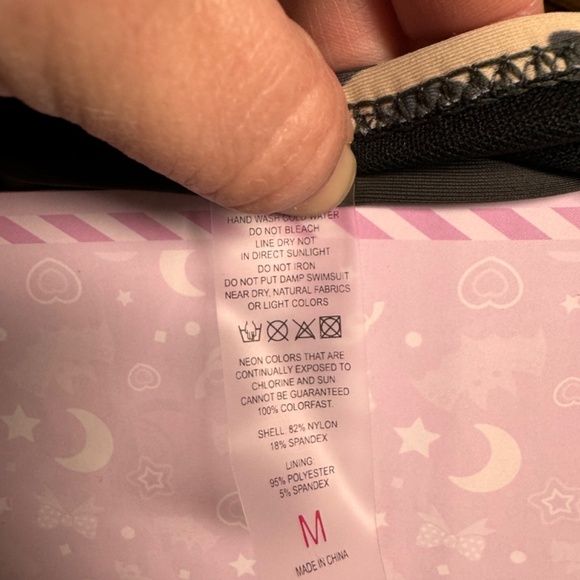 HAND WASH COLD WATER
DO NOT BLEACH
LINE DRY NOT
IN DIRECT SUNLIGHT
DO NOT IRON
DO NOT PUT DAMP SWIMSUIT
NEAR DRY, NATURAL FABRICS
OR LIGHT COLORS
NEON COLORS THAT ARE
CONTINUALLY EXPOSED TO
CHLORINE AND SUN
CANNOT BE GUARANTEED
100% COLORFAST.
SHELL: 82% NYLON
18% SPANDEX
LINING:
95% POLYESTER
5% SPANDEX
M
MADE IN CHINA